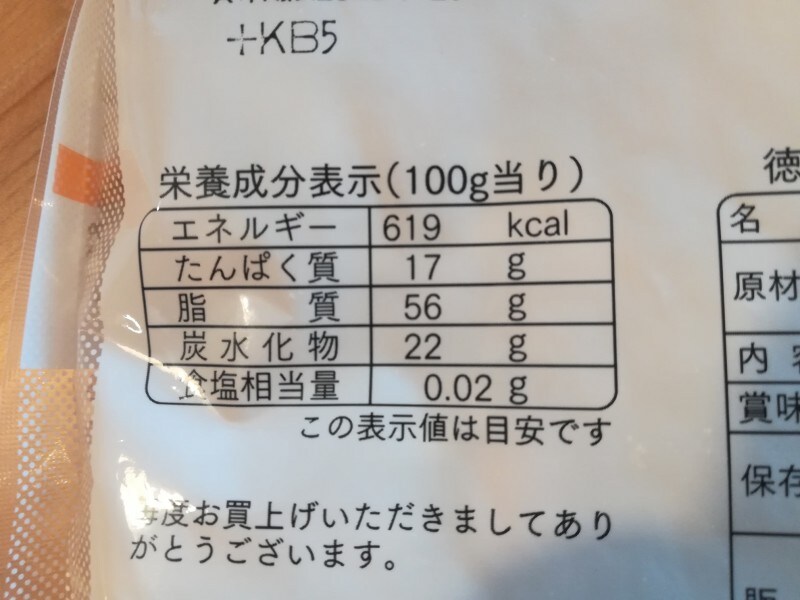 +KB5
栄養成分表示(100g当り)
エネルギー 619 kcal
たんぱく質 17 g
脂質 56 g
炭水化物 22 g
食塩相当量 0.02 g
この表示値は目安です
毎度お買上げいただきましてあり
がとうございます。
徳
名
原材
内容
賞味
保存